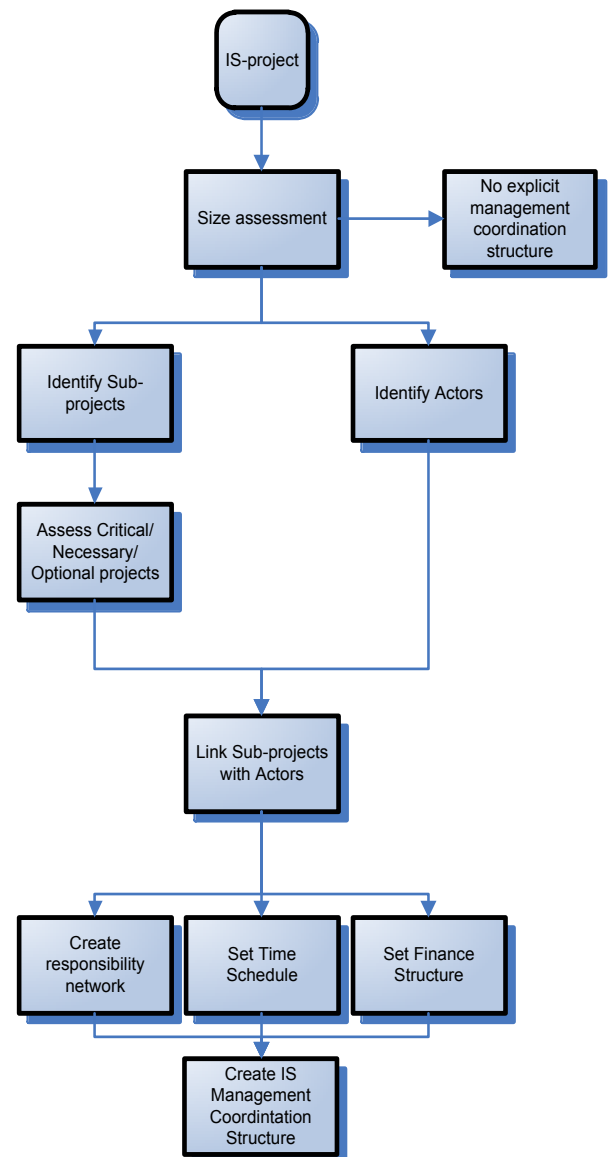 IS-project
Size assessment
No explicit
management
coordination
structure
Identify Sub-
projects
Identify Actors
Assess Critical/
Necessary/
Optional projects
Link Sub-projects
with Actors
Create
responsibility
network
Set Time
Schedule
Set Finance
Structure
Create IS
Management
Coordintation
Structure